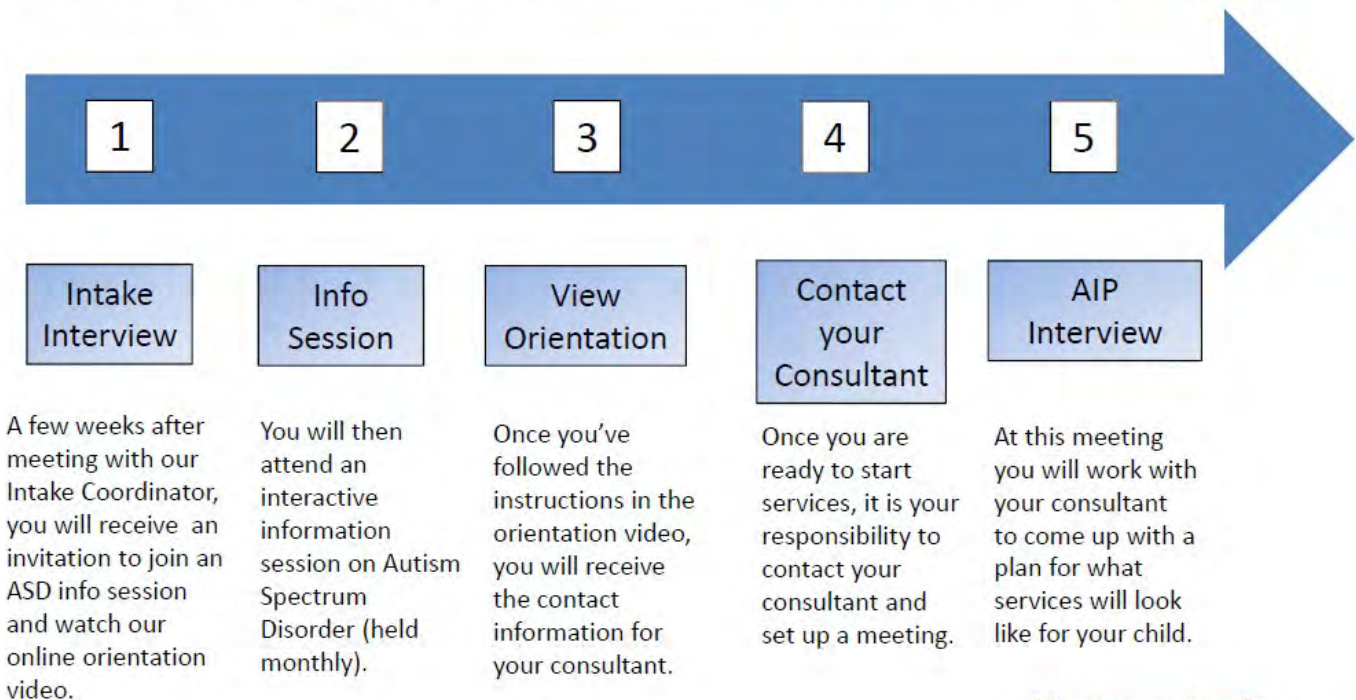 1
2
3
4
5
Intake
Interview
Info
Session
View
Orientation
Contact
your
Consultant
AIP
Interview
A few weeks after
meeting with our
Intake Coordinator,
you will receive an
invitation to join an
ASD info session
and watch our
online orientation
video.
You will then
attend an
interactive
information
session on Autism
Spectrum
Disorder (held
monthly).
Once you've
followed the
instructions in the
orientation video,
you will receive
the contact
information for
your consultant.
Once you are
ready to start
services, it is your
responsibility to
contact your
consultant and
set up a meeting.
At this meeting
you will work with
your consultant
to come up with a
plan for what
services will look
like for your child.